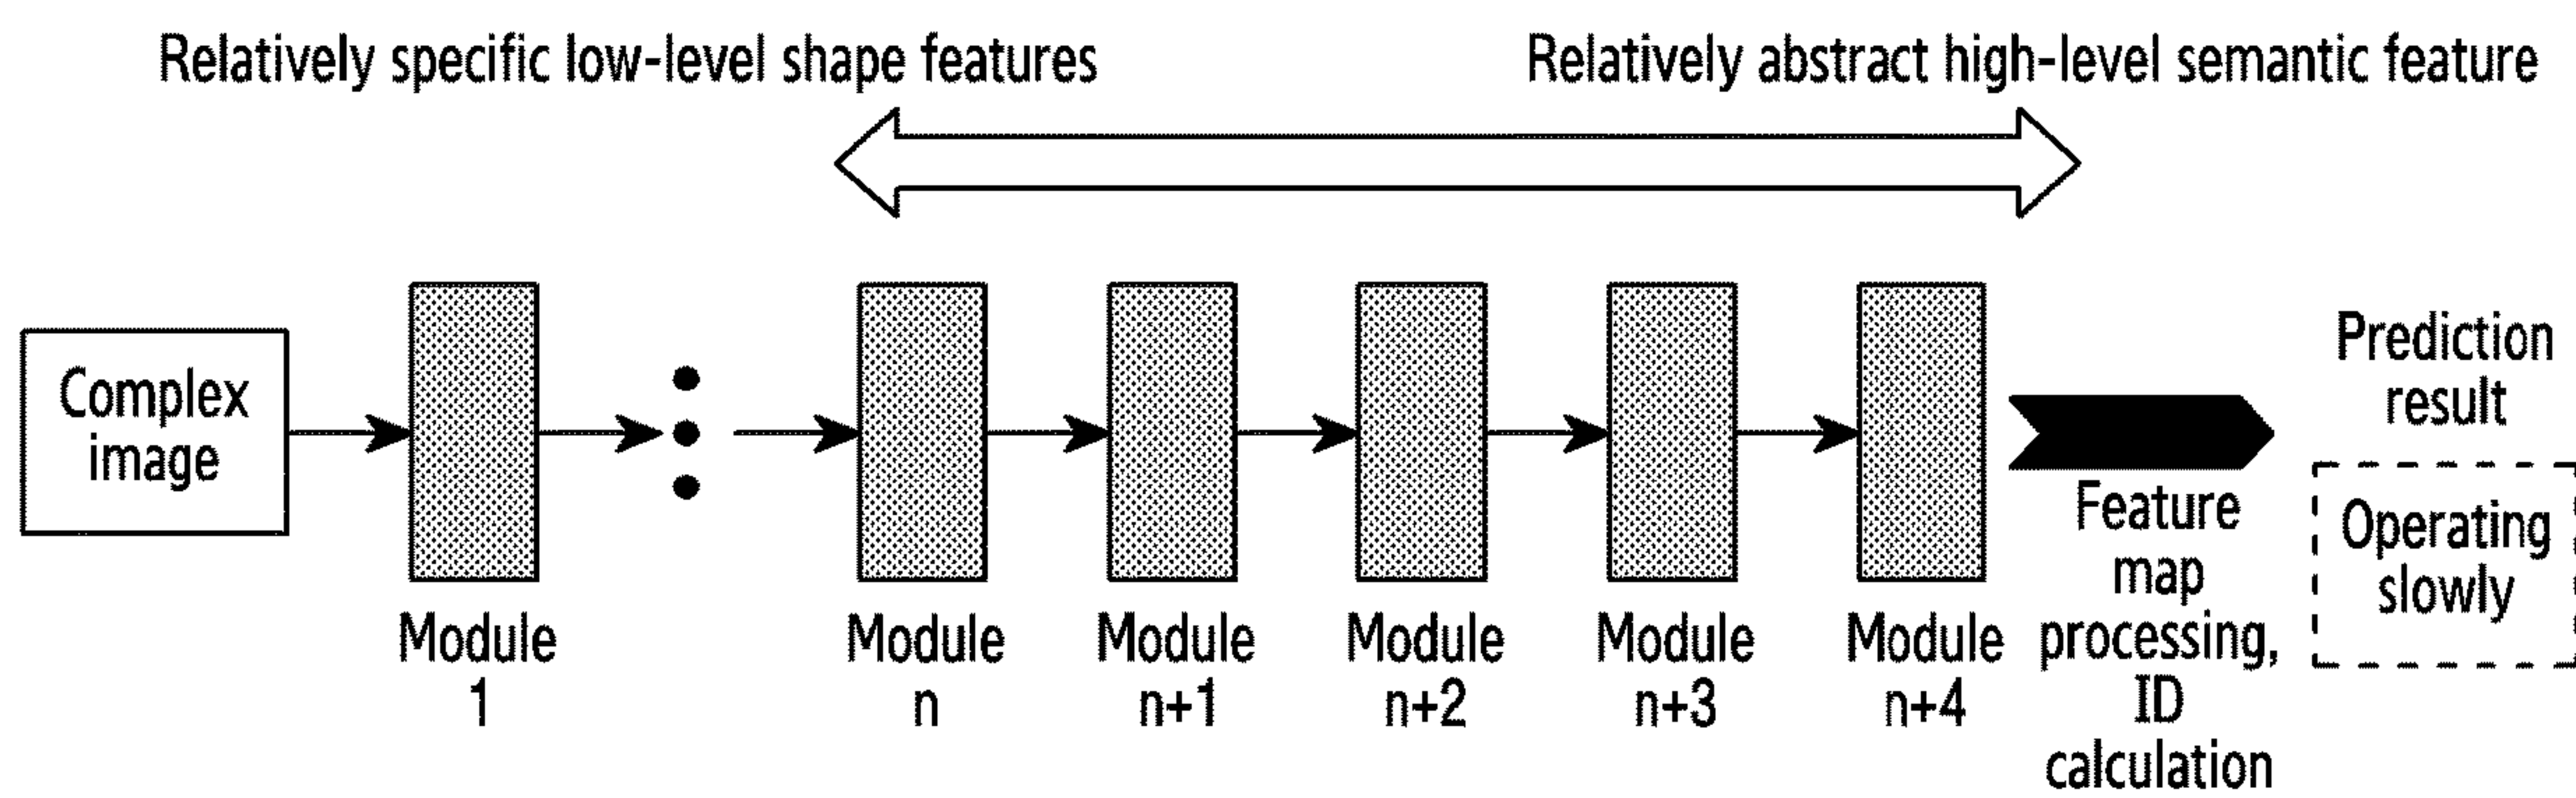 Relatively specific low-level shape features
Relatively abstract high-level semantic feature
Complex
image
Module
1
Module
n
Module
n+1
Module
n+2
Module
n+3
Module
n+4
Feature
map
processing,
ID
calculation
Prediction
result
Operating
slowly